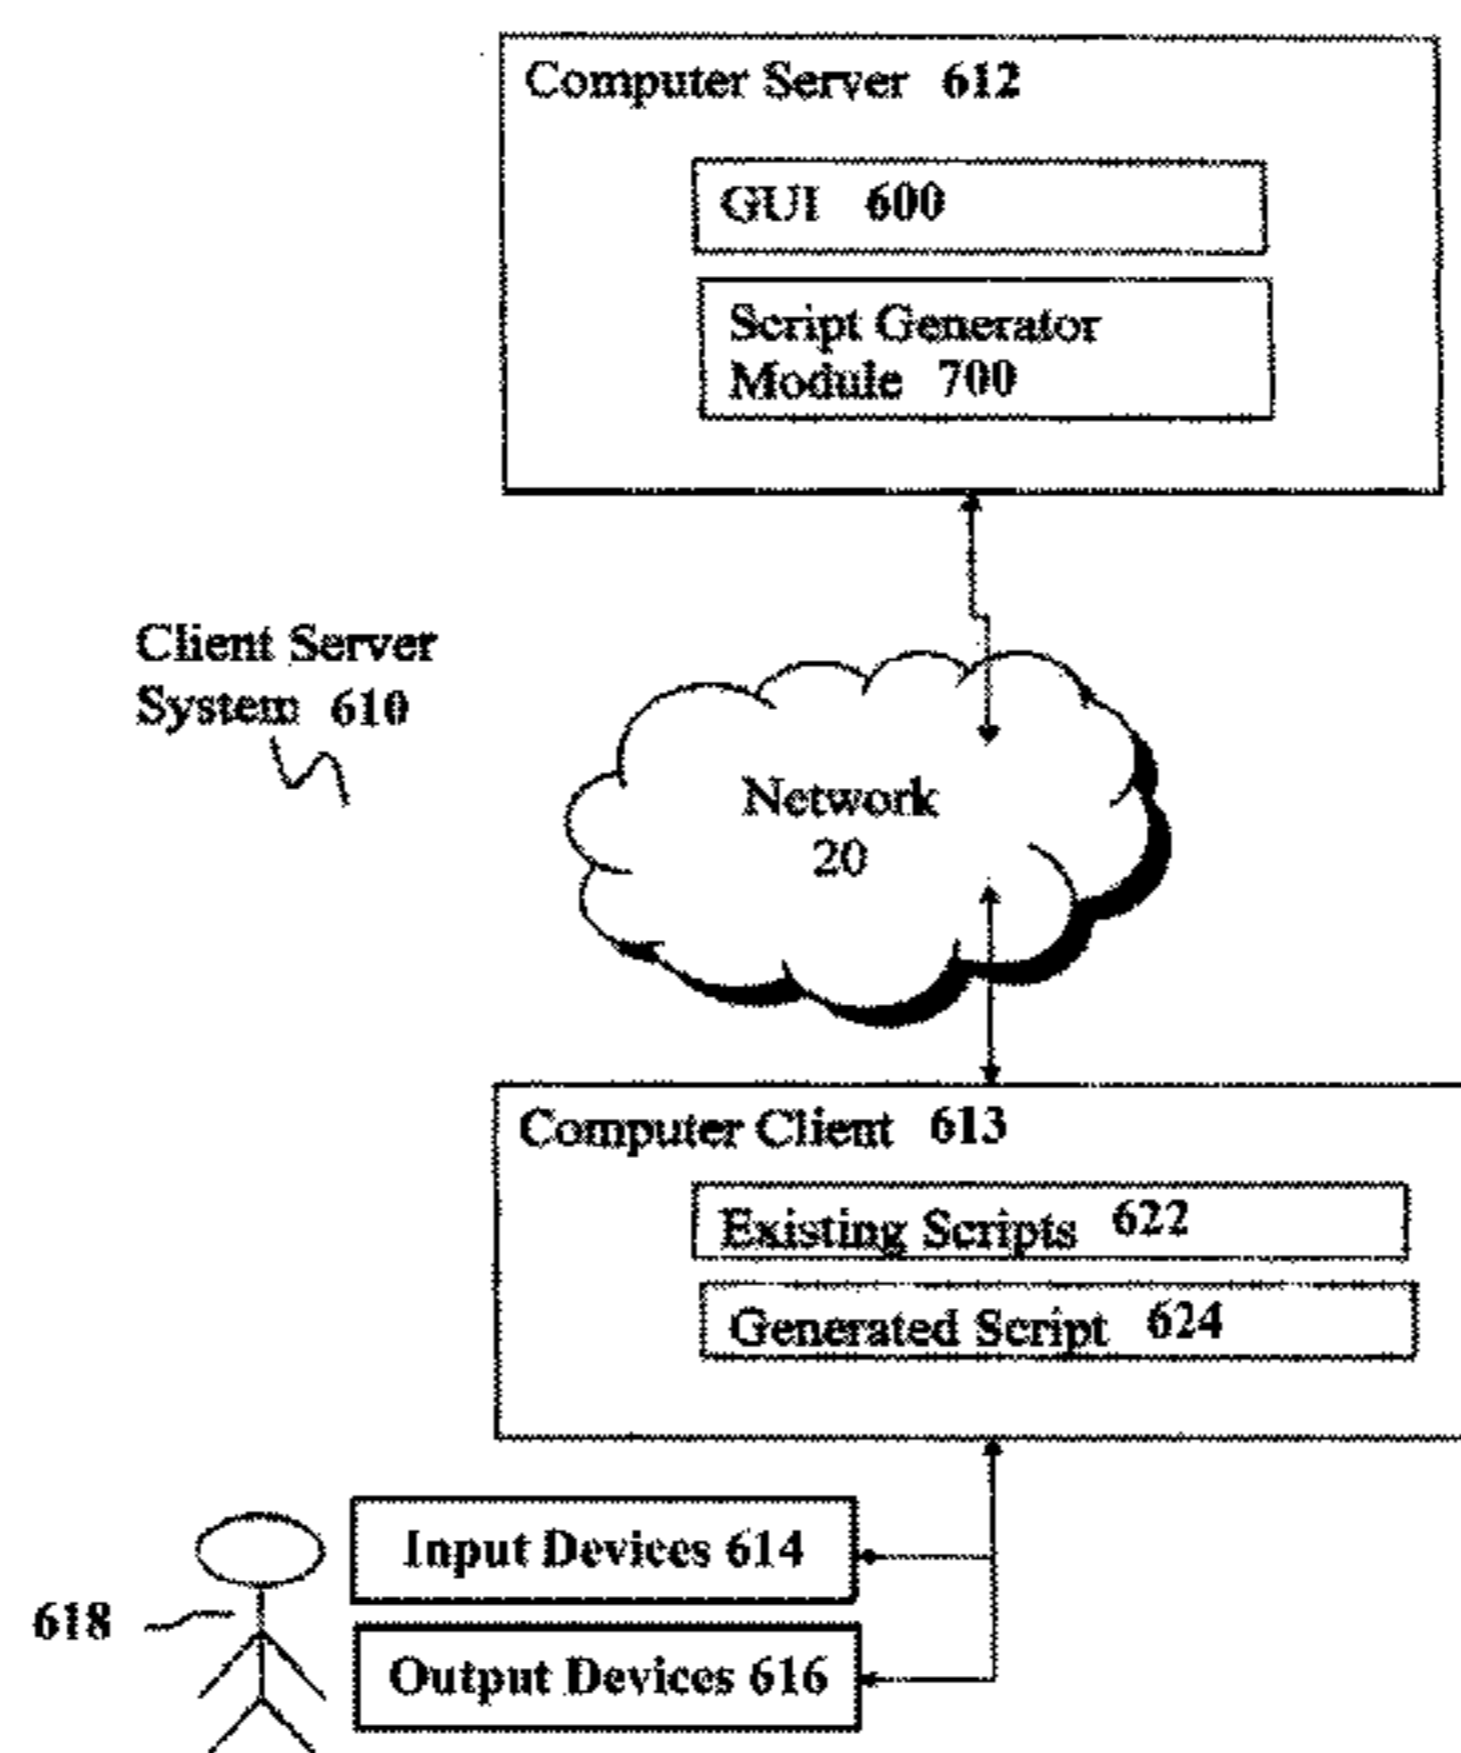 Computer Server 612
GUI 600
Script Generator
Module 700
Client Server
System 610
Network
20
Computer Client 613
Existing Scripts 622
Generated Script 624
Input Devices 614
618
Output Devices 616